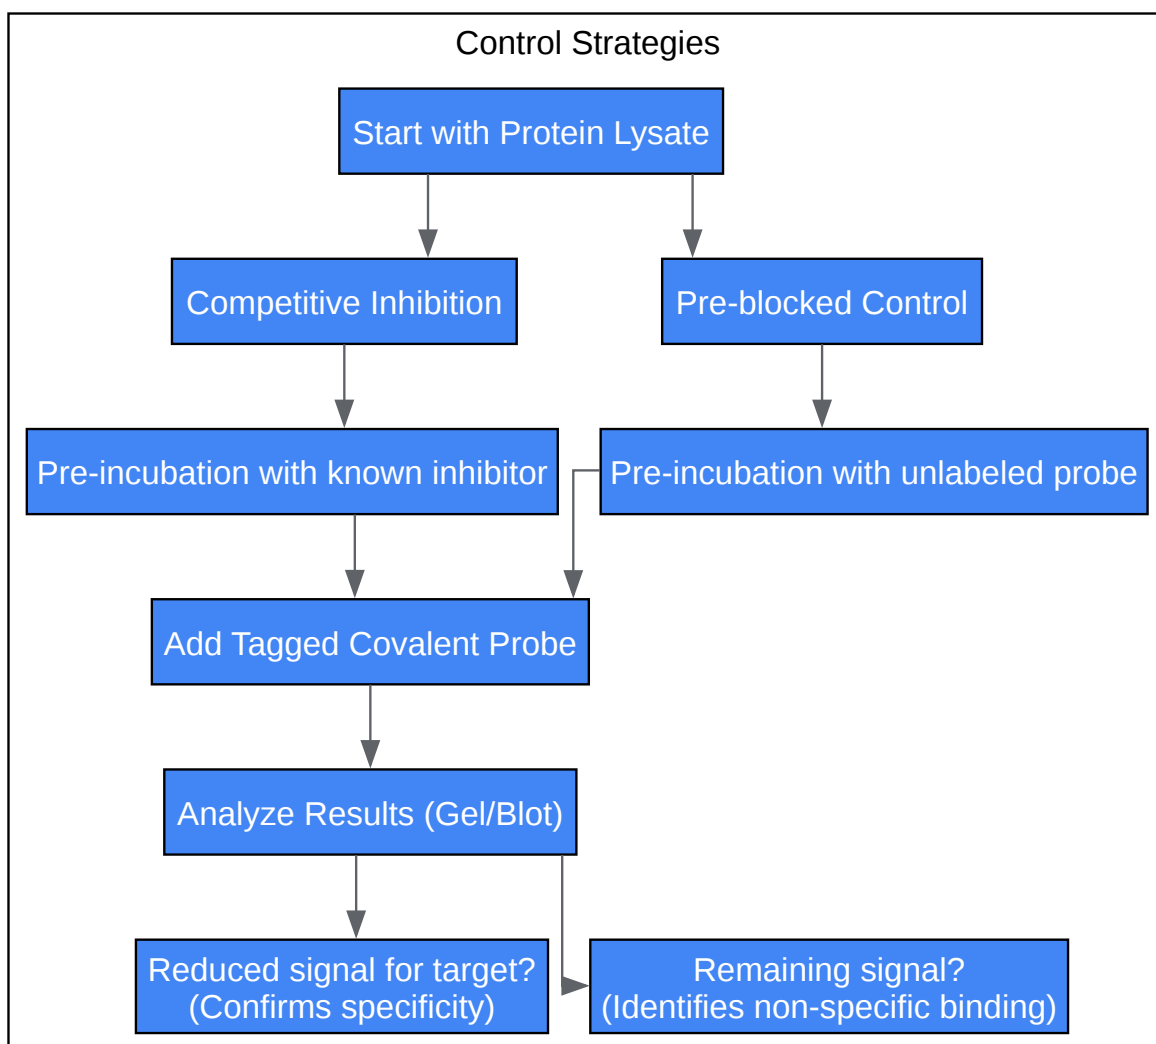 Control Strategies
Start with Protein Lysate
Competitive Inhibition
Pre-blocked Control
Pre-incubation with known inhibitor
Pre-incubation with unlabeled probe
Add Tagged Covalent Probe
Analyze Results (Gel/Blot)
Reduced signal for target?
(Confirms specificity)
Remaining signal?
(Identifies non-specific binding)